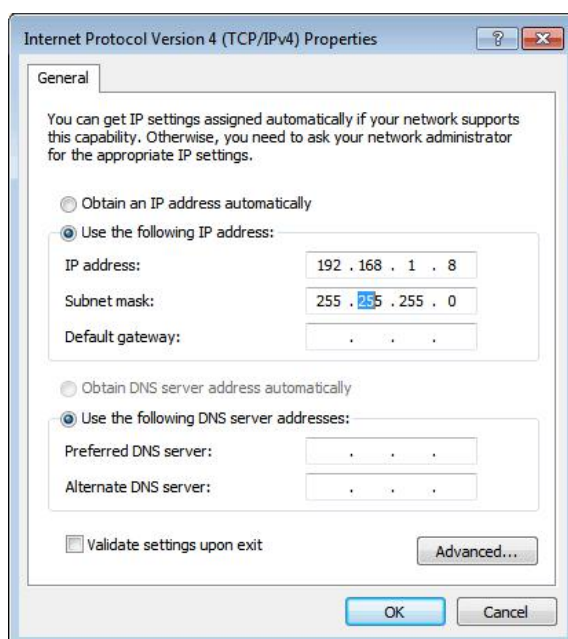 Internet Protocol Version 4 (TCP/IPv4) Properties
General
You can get IP settings assigned automatically if your network supports
this capability. Otherwise, you need to ask your network administrator
for the appropriate IP settings.
Obtain an IP address automatically
Use the following IP address:
IP address: 192 . 168 . 1 . 8
Subnet mask: 255 . 255 . 255 . 0
Default gateway: . . .
Obtain DNS server address automatically
Use the following DNS server addresses:
Preferred DNS server: . . .
Alternate DNS server: . . .
Validate settings upon exit
Advanced...
OK Cancel